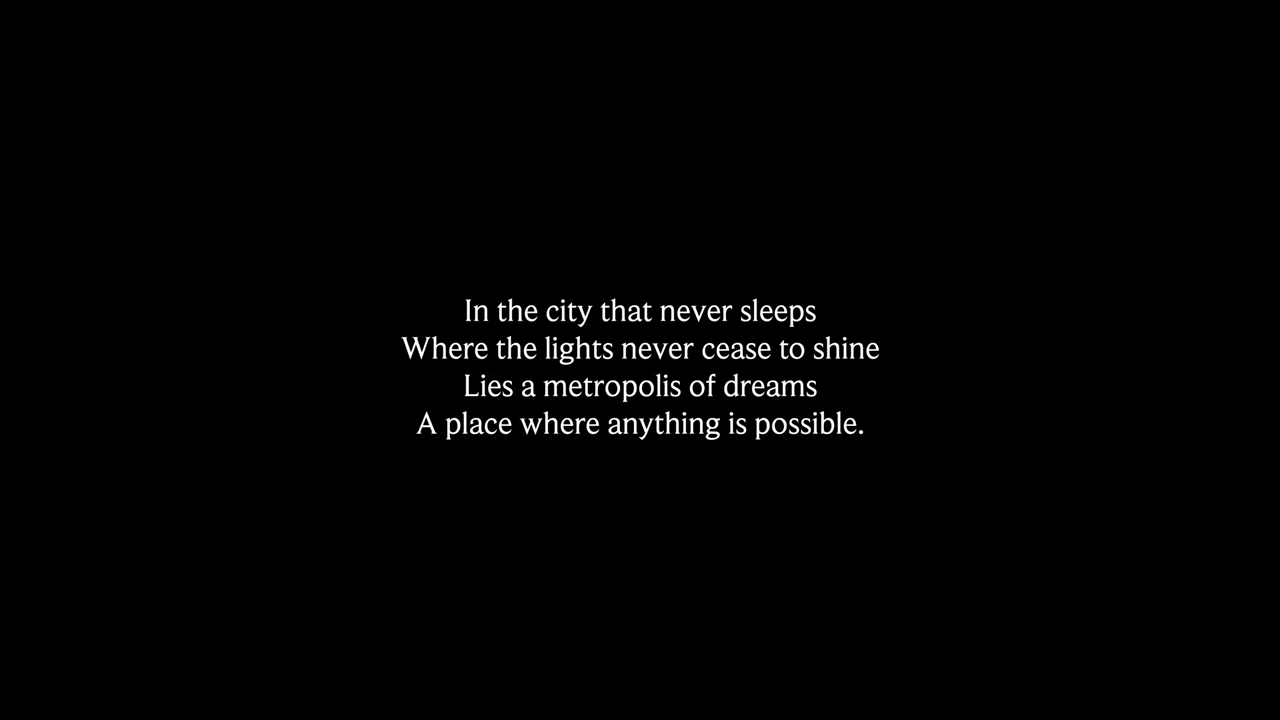 In the city that never sleeps
Where the lights never cease to shine
Lies a metropolis of dreams
A place where anything is possible.